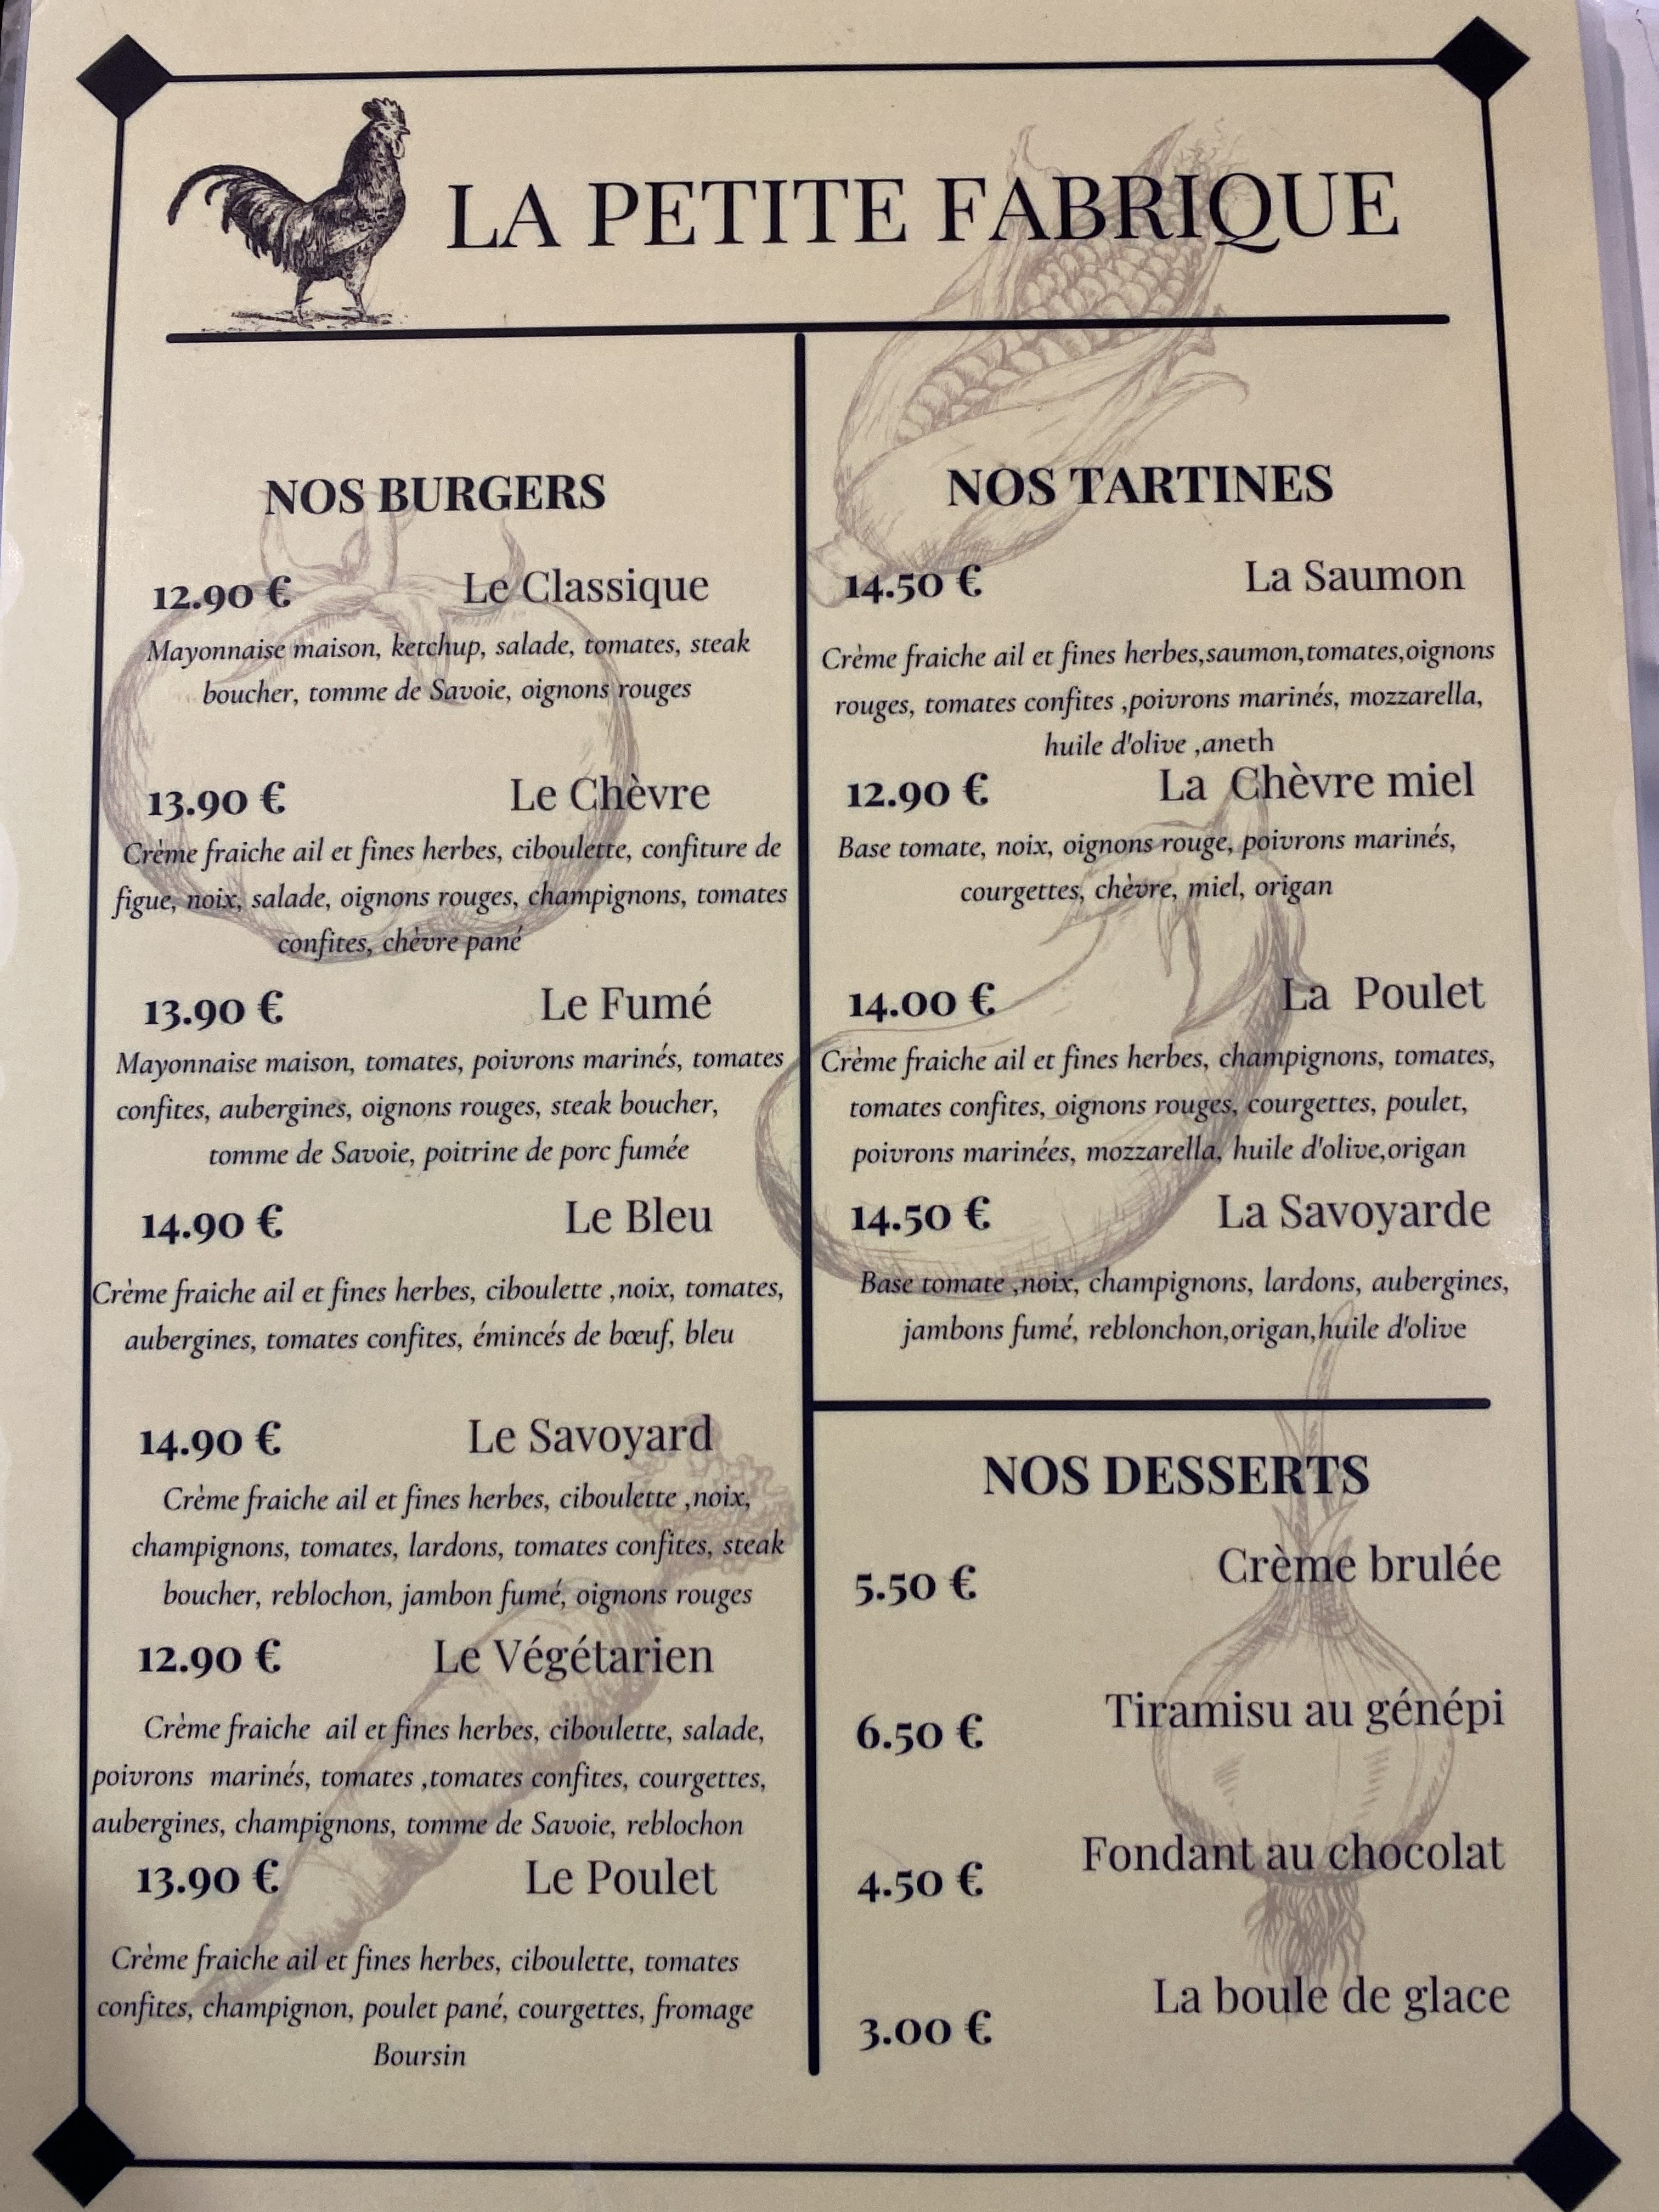 LA PETITE FABRIQUE
NOS BURGERS
12.90 € Le Classique
Mayonnaise maison, ketchup, salade, tomates, steak
boucher, tomme de Savoie, oignons rouges
13.90 € Le Chèvre
Crème fraiche ail et fines herbes, ciboulette, confiture de
figue, noix, salade, oignons rouges, champignons, tomates
confites, chèvre pané
13.90 € Le Fumé
Mayonnaise maison, tomates, poivrons marinés, tomates
confites, aubergines, oignons rouges, steak boucher,
tomme de Savoie, poitrine de porc fumée
14.90 € Le Bleu
Crème fraiche ail et fines herbes, ciboulette ,noix, tomates,
aubergines, tomates confites, émincés de bœuf, bleu
14.90 € Le Savoyard
Crème fraiche ail et fines herbes, ciboulette ,noix,
champignons, tomates, lardons, tomates confites, steak
boucher, reblochon, jambon fumé, oignons rouges
12.90 € Le Végétarien
Crème fraiche ail et fines herbes, ciboulette, salade,
poivrons marinés, tomates ,tomates confites, courgettes,
aubergines, champignons, tomme de Savoie, reblochon
13.90 € Le Poulet
Crème fraiche ail et fines herbes, ciboulette, tomates
confites, champignon, poulet pané, courgettes, fromage
Boursin
NOS TARTINES
14.50 € La Saumon
Crème fraiche ail et fines herbes,saumon,tomates,oignons
rouges, tomates confites ,poivrons marinés, mozzarella,
huile d'olive ,aneth
12.90 € La Chèvre miel
Base tomate, noix, oignons rouge, poivrons marinés,
courgettes, chèvre, miel, origan
14.00 € La Poulet
Crème fraiche ail et fines herbes, champignons, tomates,
tomates confites, oignons rouges, courgettes, poulet,
poivrons marinées, mozzarella, huile d'olive,origan
14.50 € La Savoyarde
Base tomate ,noix, champignons, lardons, aubergines,
jambons fumé, reblonchon,origan,huile d'olive
NOS DESSERTS
5.50 € Crème brulée
6.50 € Tiramisu au génépi
4.50 € Fondant au chocolat
3.00 € La boule de glace